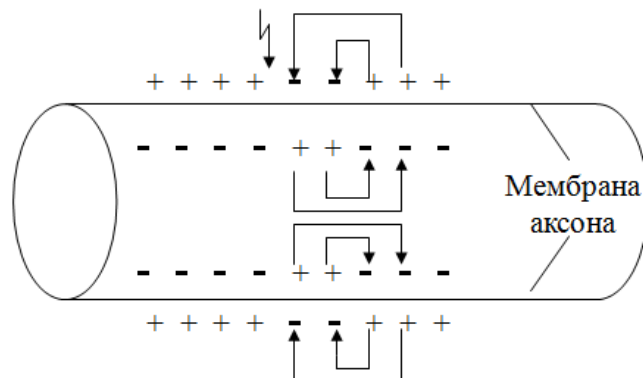 + + + + - - + + +
- - - - + + - - -
Мембрана
аксона
- - - - + + - - -
+ + + + - - + + +